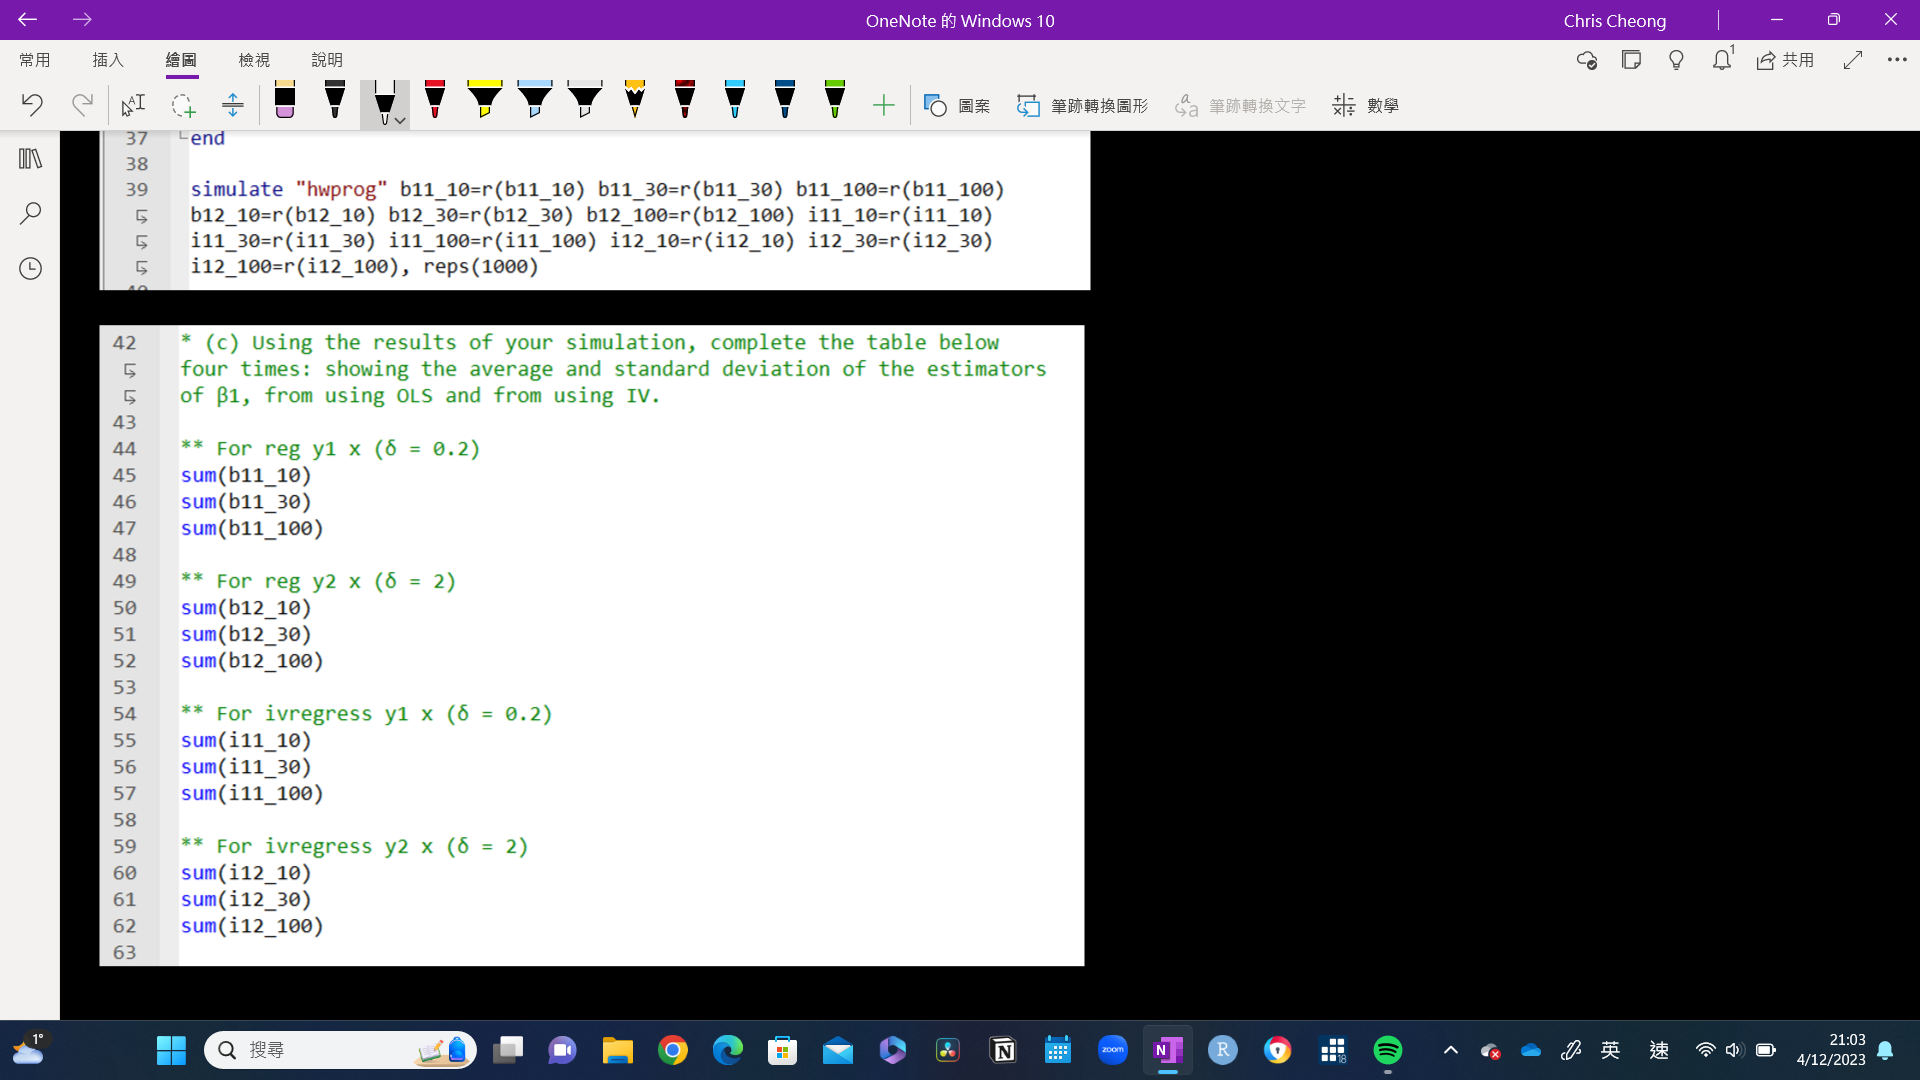 OneNote 的 Windows 10
Chris Cheong
常用 插入 繪圖 檢視 說明
1
共用
圖案 筆跡轉換圖形 筆跡轉換文字 數學
37 end
38
39 simulate "hwprog" b11_10=r(b11_10) b11_30=r(b11_30) b11_100=r(b11_100)
b12_10=r(b12_10) b12_30=r(b12_30) b12_100=r(b12_100) i11_10=r(i11_10)
i11_30=r(i11_30) i11_100=r(i11_100) i12_10=r(i12_10) i12_30=r(i12_30)
i12_100=r(i12_100), reps(1000)
42 * (c) Using the results of your simulation, complete the table below
four times: showing the average and standard deviation of the estimators
of β1, from using OLS and from using IV.
43
44 ** For reg y1 x (δ = 0.2)
45 sum(b11_10)
46 sum(b11_30)
47 sum(b11_100)
48
49 ** For reg y2 x (δ = 2)
50 sum(b12_10)
51 sum(b12_30)
52 sum(b12_100)
53
54 ** For ivregress y1 x (δ = 0.2)
55 sum(i11_10)
56 sum(i11_30)
57 sum(i11_100)
58
59 ** For ivregress y2 x (δ = 2)
60 sum(i12_10)
61 sum(i12_30)
62 sum(i12_100)
63
1°
搜尋
zoom
N
R
18
英
速
21:03
4/12/2023